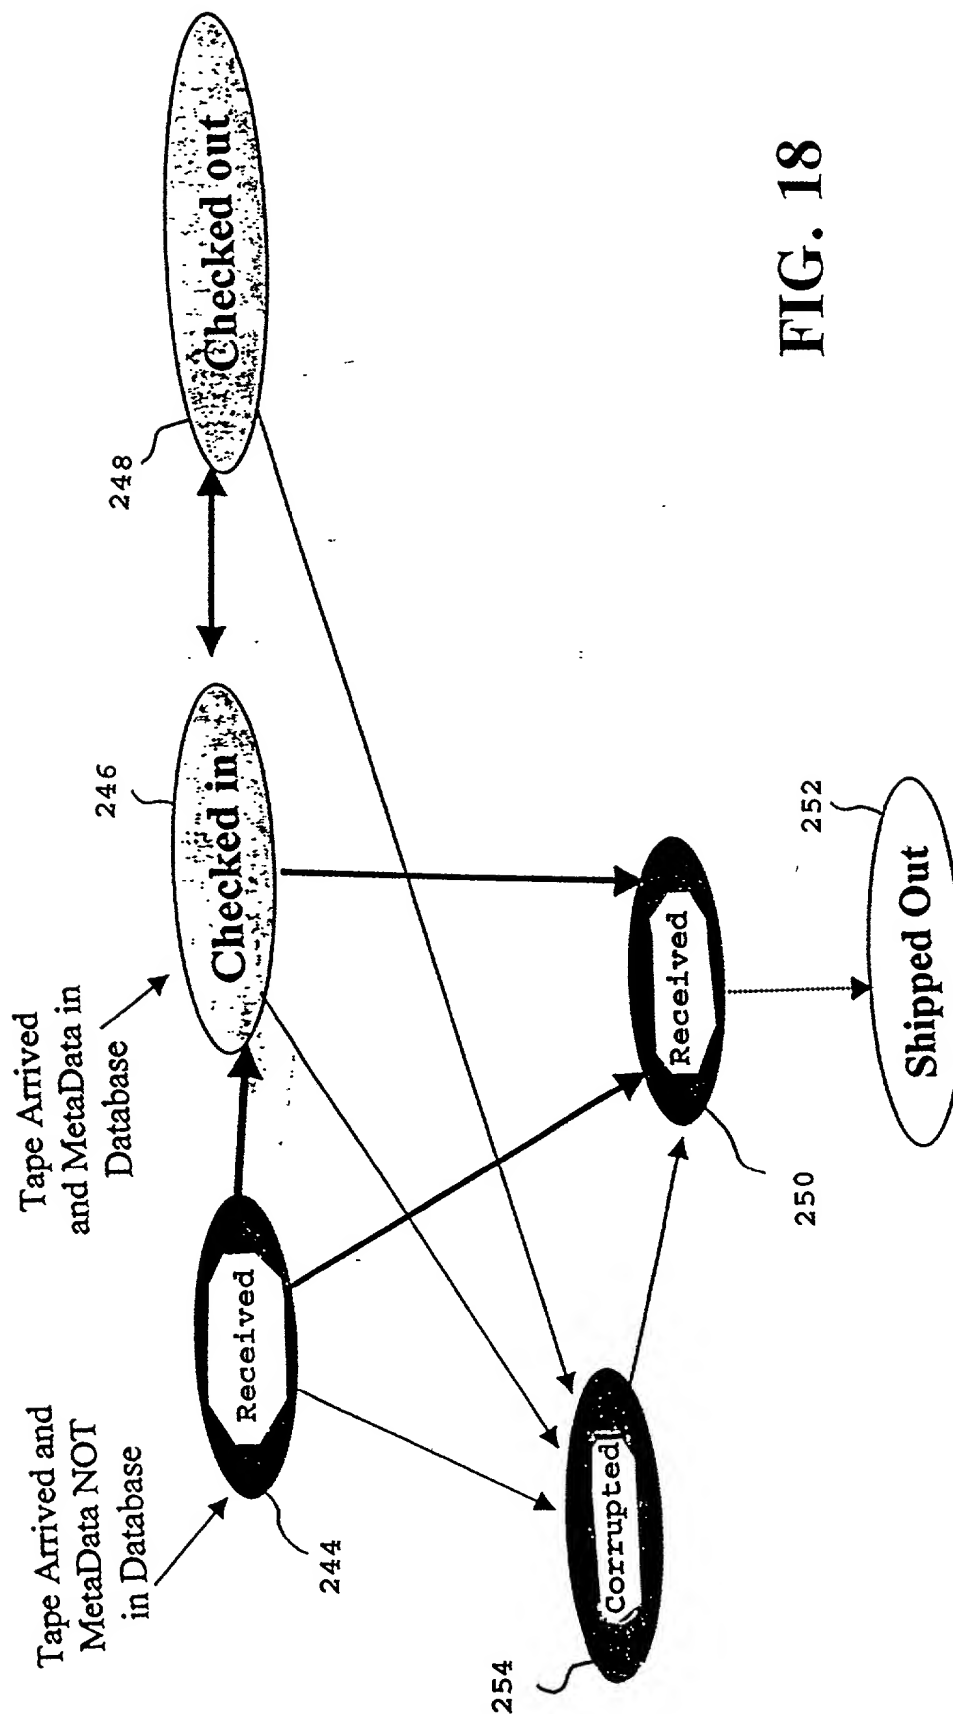 Tape Arrived and
MetaData NOT
in Database
Tape Arrived
and MetaData in
Database
244
Received
246
Checked in
248
Checked out
254
Corrupted
250
Received
252
Shipped Out
FIG. 18